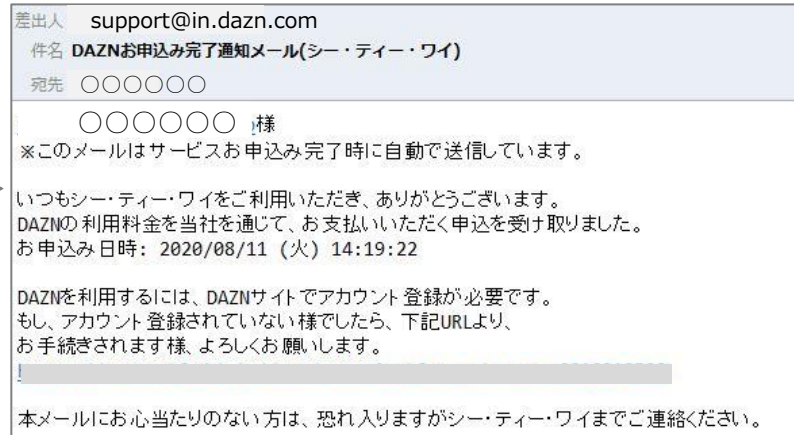 差出人 support@in.dazn.com
件名 DAZNお申込み完了通知メール(シー・ティー・ワイ)
宛先 ○○○○○○
○○○○○○ 様
※このメールはサービスお申込み完了時に自動で送信しています。
いつもシー・ティー・ワイをご利用いただき、ありがとうございます。
DAZNの利用料金を当社を通じて、お支払いいただく申込を受け取りました。
お申込み日時: 2020/08/11 (火) 14:19:22
DAZNを利用するには、DAZNサイトでアカウント登録が必要です。
もし、アカウント登録されていない様でしたら、下記URLより、
お手続きされます様、よろしくお願いします。
本メールにお心当たりのない方は、恐れ入りますがシー・ティー・ワイまでご連絡ください。